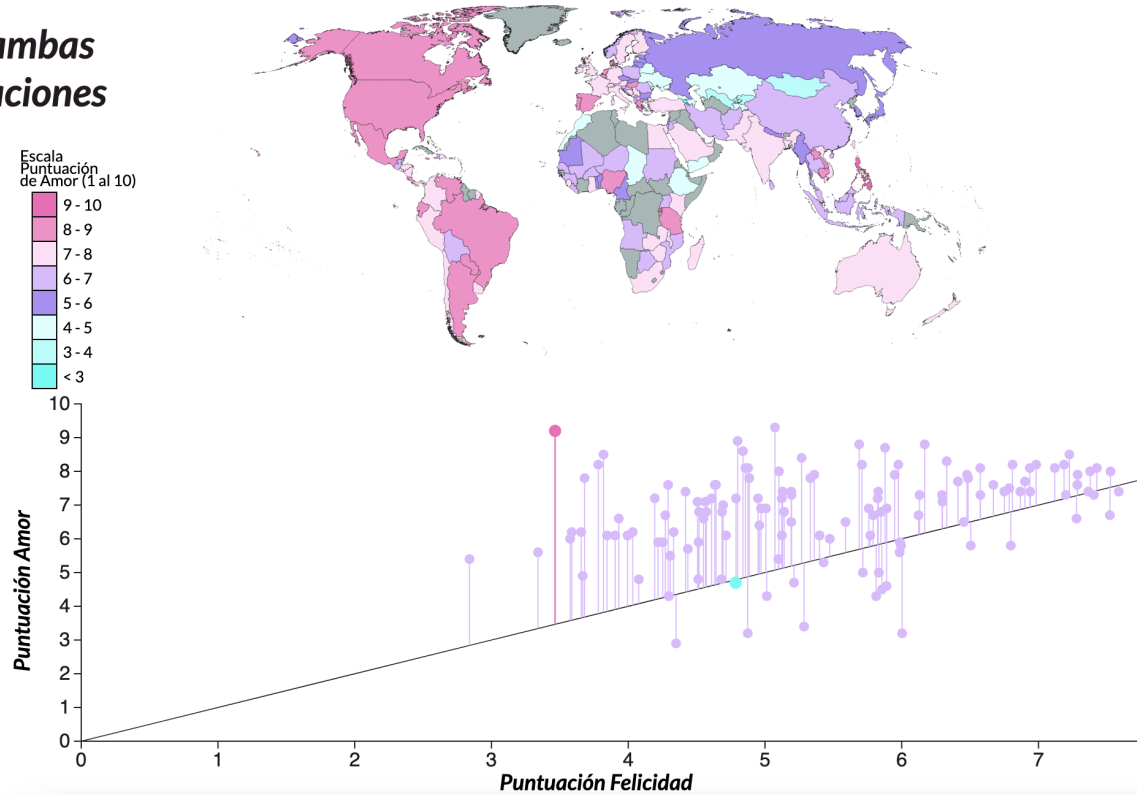 ambas
ciones
Escala
Puntuación
de Amor (1 al 10)
9 - 10
8 - 9
7 - 8
6 - 7
5 - 6
4 - 5
3 - 4
< 3
10
9
8
7
6
5
4
3
2
1
0
Puntuación Amor
0 1 2 3 4 5 6 7
Puntuación Felicidad